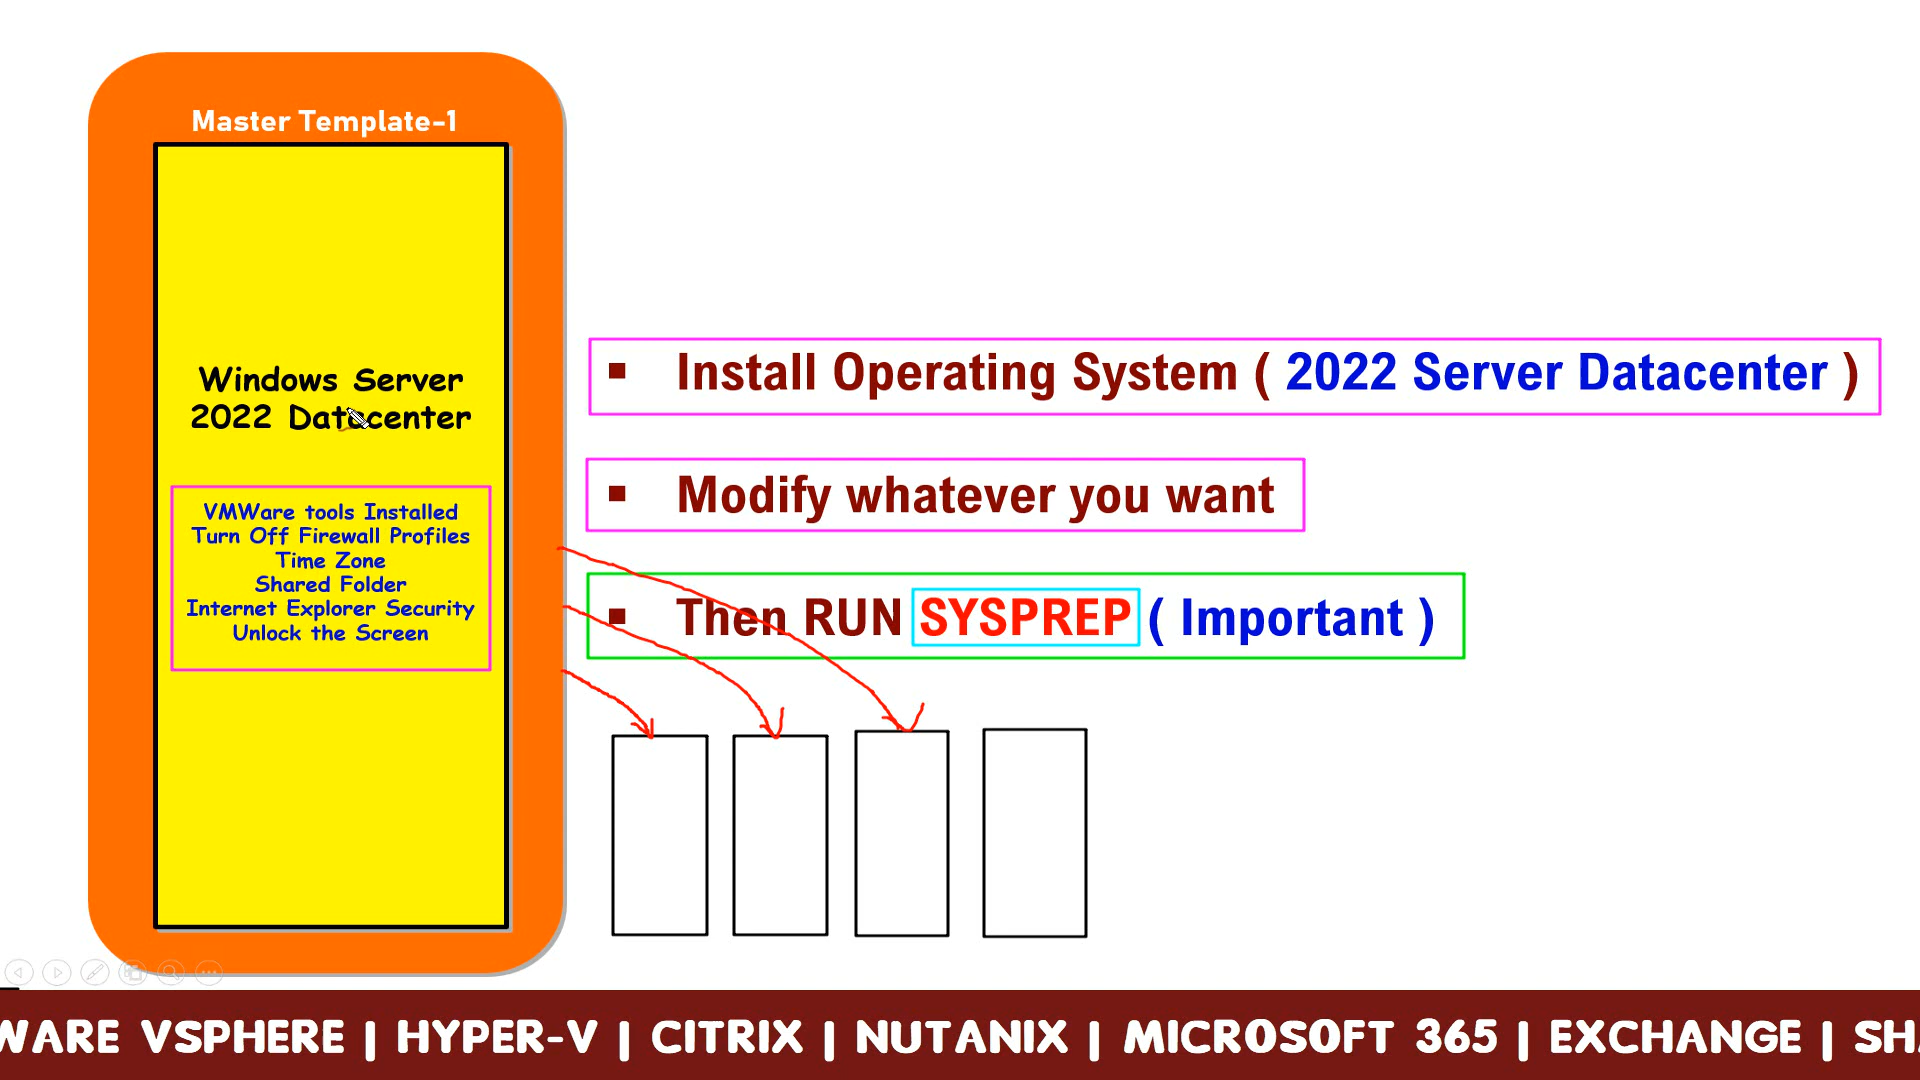 Master Template-1
Windows Server
2022 Datacenter
VMWare tools Installed
Turn Off Firewall Profiles
Time Zone
Shared Folder
Internet Explorer Security
Unlock the Screen
▪ Install Operating System ( 2022 Server Datacenter )
▪ Modify whatever you want
▪ Then RUN SYSPREP ( Important )
WARE VSPHERE | HYPER-V | CITRIX | NUTANIX | MICROSOFT 365 | EXCHANGE | SH